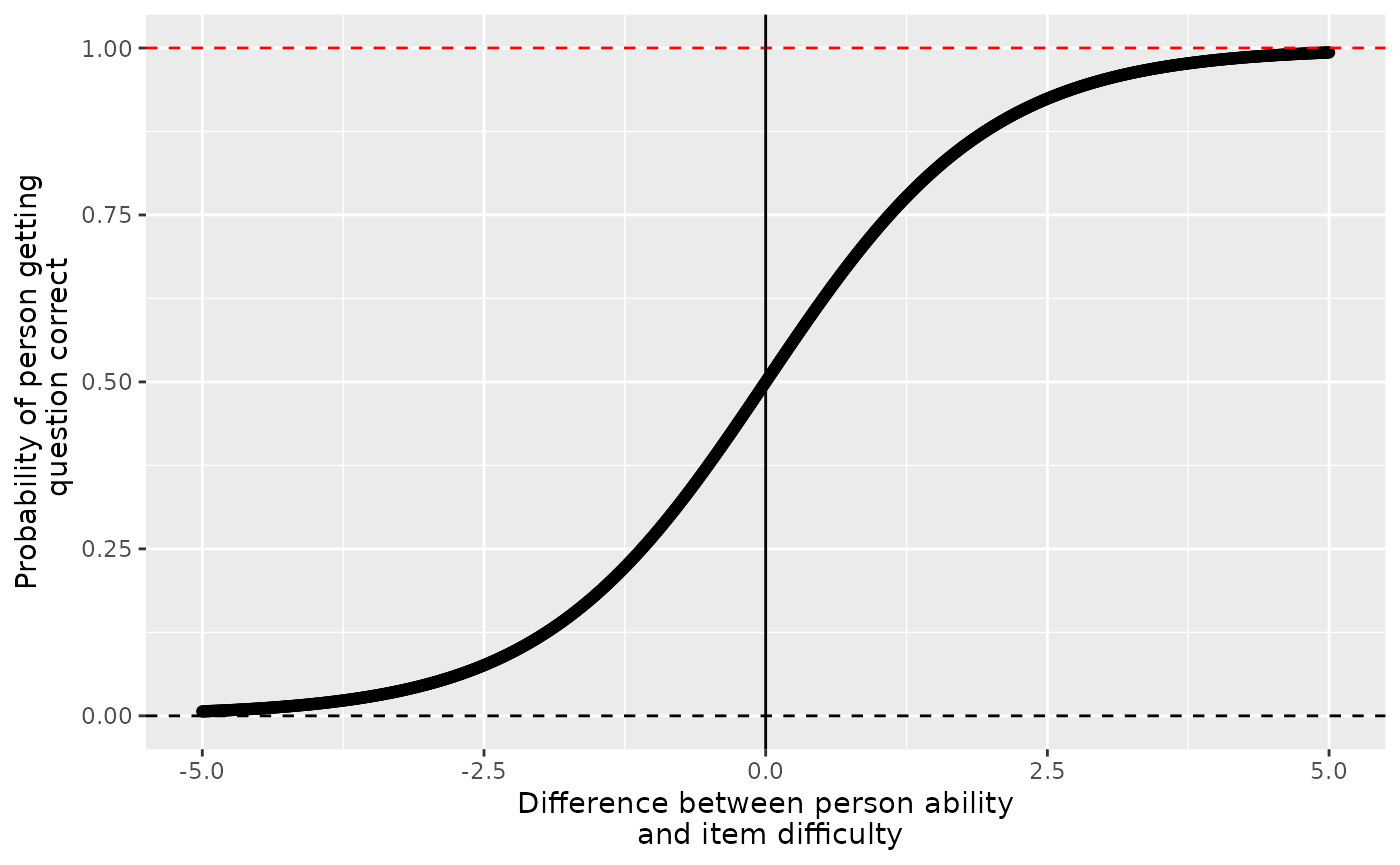 Probability of person getting
question correct
1.00
0.75
0.50
0.25
0.00
-5.0
-2.5
0.0
2.5
5.0
Difference between person ability
and item difficulty